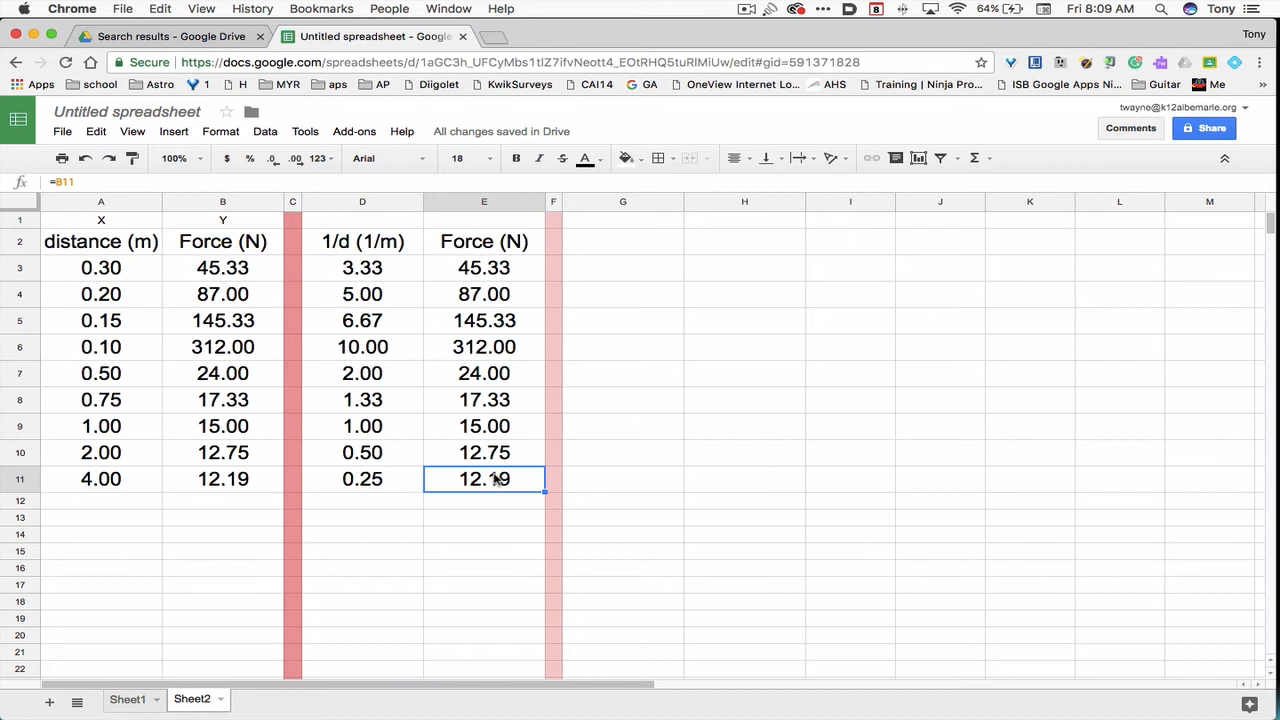 Chrome File Edit View History Bookmarks People Window Help 8 64% Fri 8:09 AM Tony
Search results - Google Drive Untitled spreadsheet - Google Tony
Secure https://docs.google.com/spreadsheets/d/1aGC3h_UFCyMbs1tlZ7ifvNeott4_EOtRHQ5tuRlMiUw/edit#gid=591371828
Apps school Astro 1 H MYR aps AP Diigolet KwikSurveys CAI14 GA OneView Internet Lo... AHS Training | Ninja Pro... ISB Google Apps Ni... Guitar Me
Untitled spreadsheet twayne@k12albemarle.org
File Edit View Insert Format Data Tools Add-ons Help All changes saved in Drive Comments Share
100% $ % .0 .00 123 Arial 18 B I S A Σ
fx =B11
A B C D E F G H I J K L M
1 X Y
2 distance (m) Force (N) 1/d (1/m) Force (N)
3 0.30 45.33 3.33 45.33
4 0.20 87.00 5.00 87.00
5 0.15 145.33 6.67 145.33
6 0.10 312.00 10.00 312.00
7 0.50 24.00 2.00 24.00
8 0.75 17.33 1.33 17.33
9 1.00 15.00 1.00 15.00
10 2.00 12.75 0.50 12.75
11 4.00 12.19 0.25 12.19
12
13
14
15
16
17
18
19
20
21
22
Sheet1 Sheet2